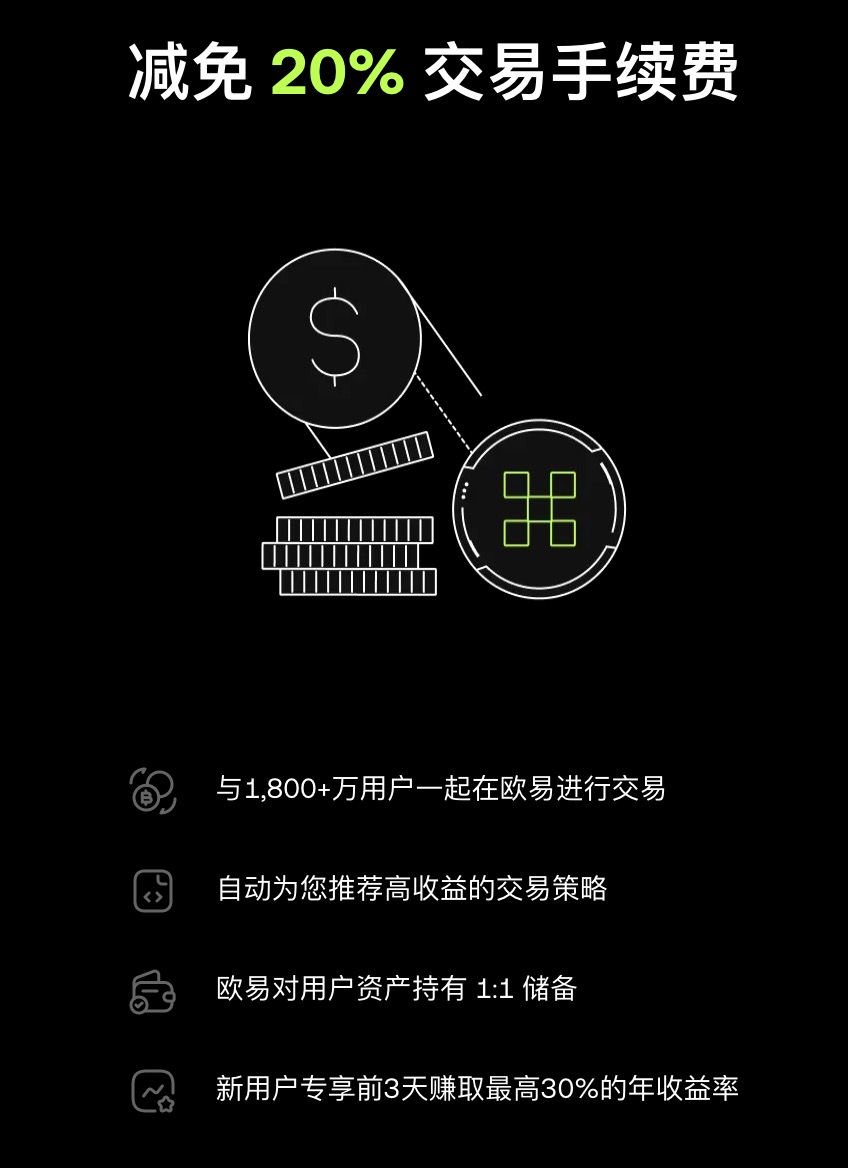 减免 20% 交易手续费
与1,800+万用户一起在欧易进行交易
自动为您推荐高收益的交易策略
欧易对用户资产持有 1:1 储备
新用户专享前3天赚取最高30%的年收益率